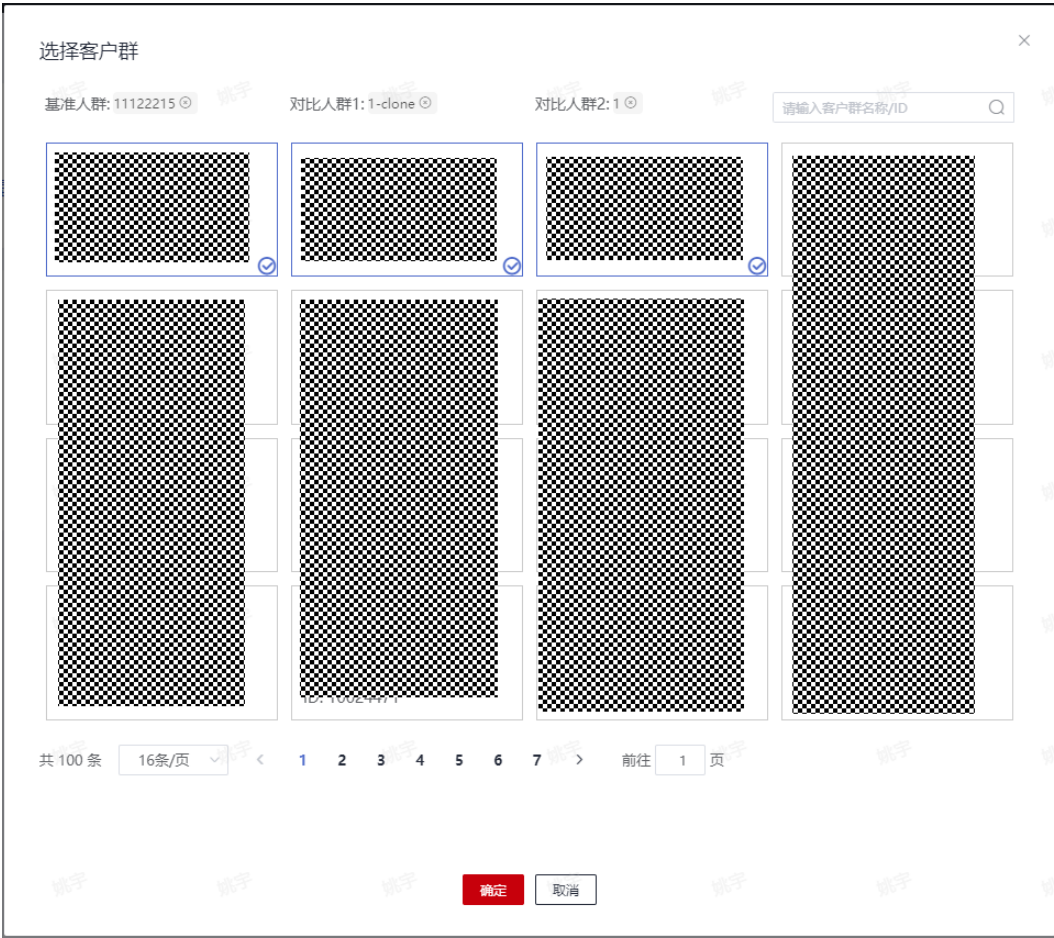 选择客户群
基准人群: 11122215
对比人群1: 1-clone
对比人群2: 1
请输入客户群名称/ID
共 100 条
16条/页
1 2 3 4 5 6 7
前往 1 页
确定 取消
姚宇